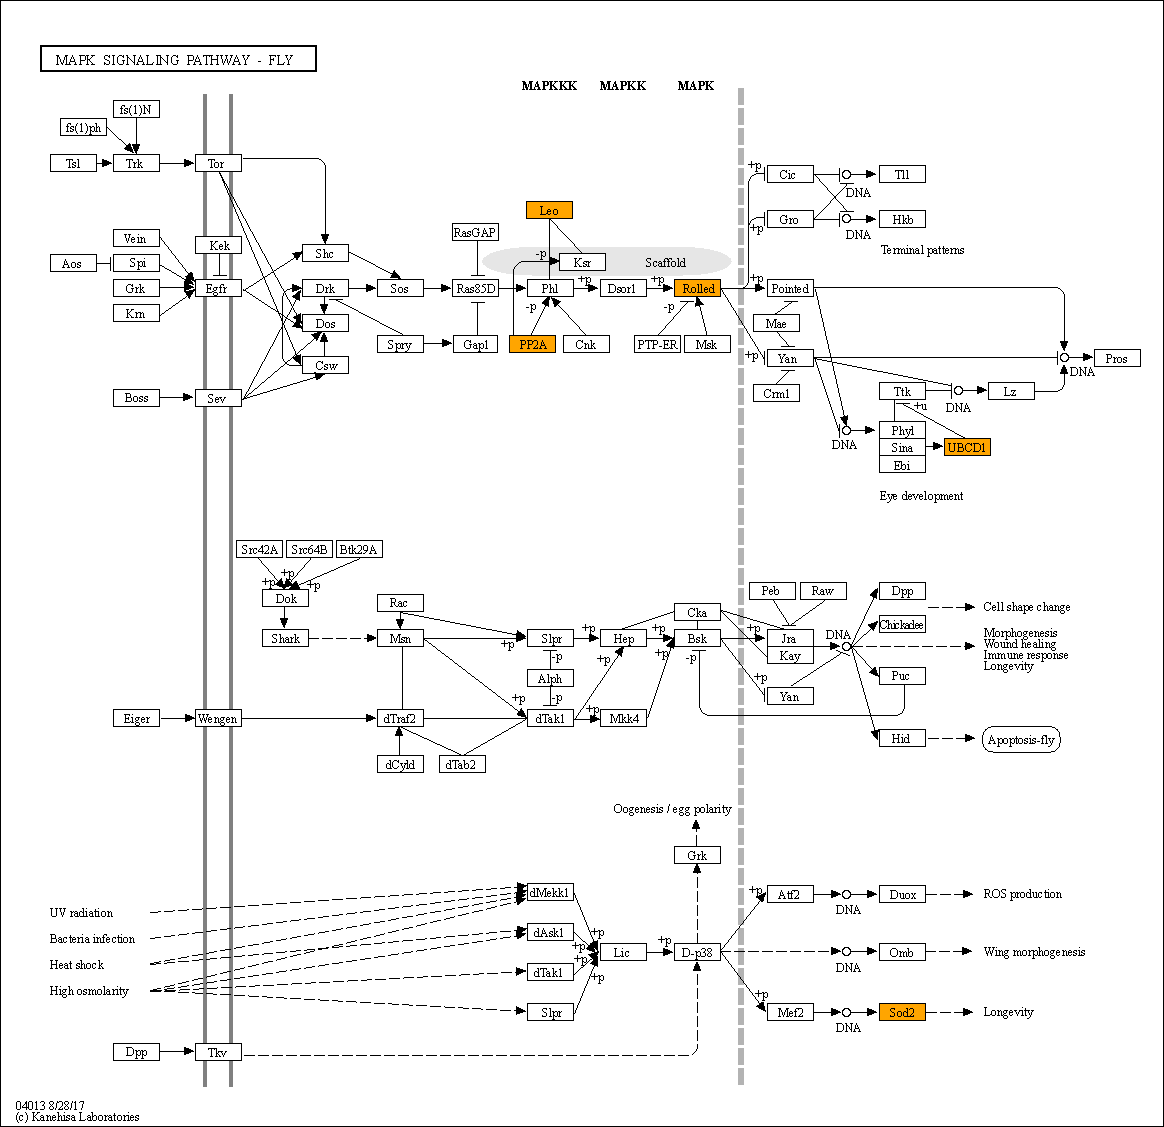 MAPK SIGNALING PATHWAY - FLY
MAPKKK MAPKK MAPK
fs(1)N
fs(1)ph
Tsl
Trk
Tor
Cic
+p
DNA
Tll
Leo
Gro
+p
DNA
Hkb
Terminal patterns
RasGAP
Vein
Kek
Shc
-p
Ksr
Scaffold
Aos
Spi
Grk
Egfr
Drk
Sos
Ras85D
Phl
+p
Dsor1
+p
Rolled
+p
Pointed
Krn
Dos
-p
-p
Mae
Spry
Gap1
PP2A
Cnk
PTP-ER
Msk
+p
Yan
DNA
Pros
Csw
Boss
Sev
Crm1
Ttk
+u
DNA
Lz
Phyl
Sina
Ebi
UBCD1
DNA
Eye development
Src42A
Src64B
Btk29A
+p
+p
+p
Dok
Rac
Shark
Msn
+p
Slpr
+p
Hep
+p
Cka
Bsk
+p
Peb
Raw
Jra
Kay
DNA
Dpp
Chickadee
Cell shape change
Morphogenesis
Wound healing
Immune response
Longevity
-p
Alph
-p
+p
+p
-p
+p
Yan
Puc
Eiger
Wengen
dTraf2
+p
dTak1
+p
Mkk4
Hid
Apoptosis-fly
dCyld
dTab2
Oogenesis / egg polarity
Grk
UV radiation
Bacteria infection
Heat shock
High osmolarity
dMekk1
+p
dAsk1
+p
+p
dTak1
+p
Slpr
Lic
+p
D-p38
+p
Atf2
DNA
Duox
ROS production
DNA
Omb
Wing morphogenesis
+p
Mef2
DNA
Sod2
Longevity
Dpp
Tkv
04013 8/28/17
(c) Kanehisa Laboratories